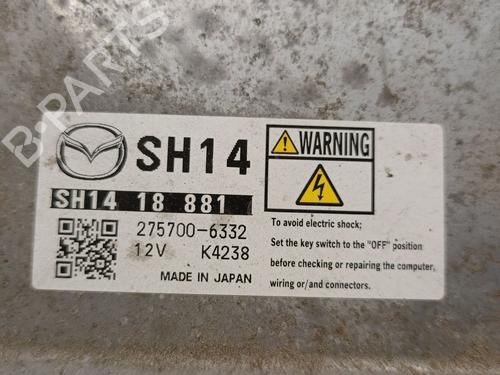 B-PARTS
SH14
SH14 18 881
275700-6332
12V K4238
MADE IN JAPAN
WARNING
To avoid electric shock;
Set the key switch to the "OFF" position
before checking or repairing the computer,
wiring or/and connectors.